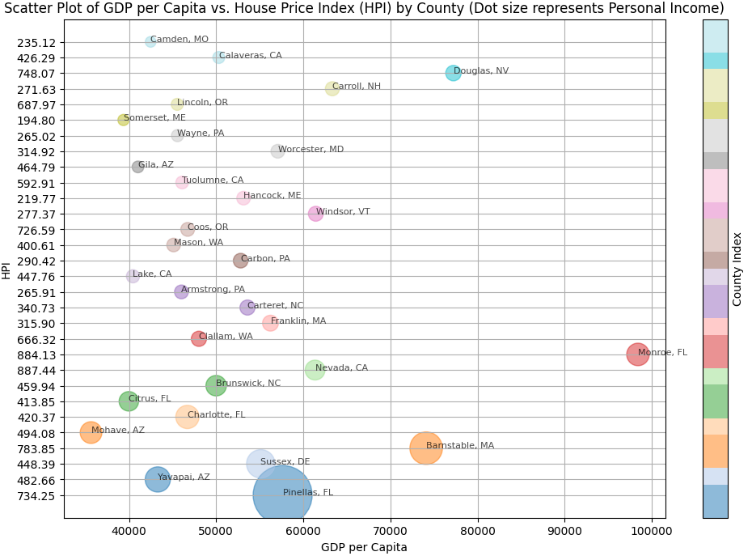 Scatter Plot of GDP per Capita vs. House Price Index (HPI) by County (Dot size represents Personal Income)
235.12
Camden, MO
426.29
Calaveras, CA
748.07
Douglas, NV
271.63
Carroll, NH
687.97
Lincoln, OR
194.80
Somerset, ME
265.02
Wayne, PA
314.92
Worcester, MD
464.79
Gila, AZ
592.91
Tuolumne, CA
219.77
Hancock, ME
277.37
Windsor, VT
726.59
Coos, OR
400.61
Mason, WA
290.42
Carbon, PA
447.76
Lake, CA
265.91
Armstrong, PA
340.73
Carteret, NC
315.90
Franklin, MA
666.32
Clallam, WA
884.13
Monroe, FL
887.44
Nevada, CA
459.94
Brunswick, NC
413.85
Citrus, FL
420.37
Charlotte, FL
494.08
Mohave, AZ
783.85
Barnstable, MA
448.39
Sussex, DE
482.66
Yavapai, AZ
734.25
Pinellas, FL
HPI
County Index
40000 50000 60000 70000 80000 90000 100000
GDP per Capita